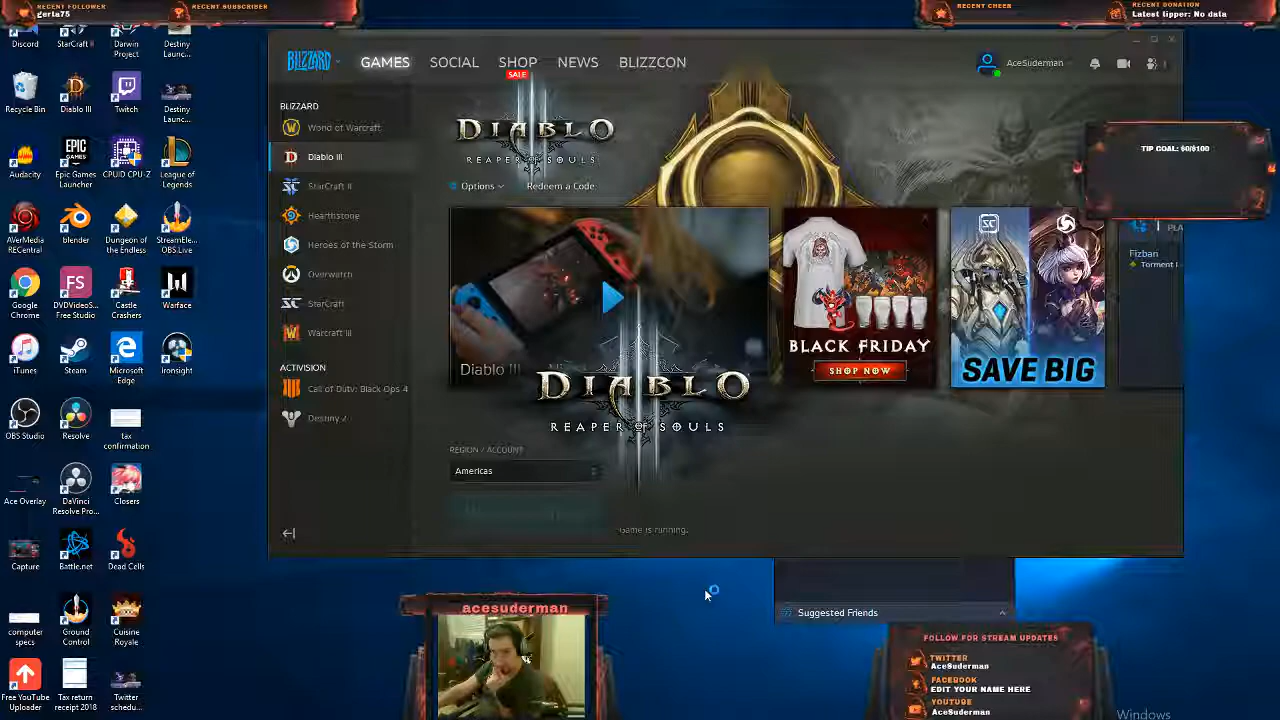 RECENT FOLLOWER
gerla75
RECENT SUBSCRIBER
RECENT CHEER
RECENT DONATION
Latest tipper: No data
Discord
StarCraft II
Darwin
Project
Destiny
Launc...
Recycle Bin
Diablo III
Twitch
Destiny
Launc...
Audacity
Epic Games
Launcher
CPUID CPU-Z
League of
Legends
AVerMedia
RECentral
blender
Dungeon of
the Endless
StreamEle...
OBS.Live
Google
Chrome
DVDVideoS...
Free Studio
Castle
Crashers
Warface
iTunes
Steam
Microsoft
Edge
Ironsight
OBS Studio
Resolve
tax
confirmation
Ace Overlay
DaVinci
Resolve Pro...
Closers
Capture
Battle.net
Dead Cells
computer
specs
Ground
Control
Cuisine
Royale
Free YouTube
Uploader
Tax return
receipt 2018
Twitter
schedu...
BLIZZARD
GAMES
SOCIAL
SHOP
SALE
NEWS
BLIZZCON
AceSuderman
BLIZZARD
World of Warcraft
Diablo III
StarCraft II
Hearthstone
Heroes of the Storm
Overwatch
StarCraft
Warcraft III
ACTIVISION
Call of Duty: Black Ops 4
Destiny 2
DIABLO
REAPER OF SOULS
Options
Redeem a Code
Diablo III
DIABLO
REAPER OF SOULS
BLACK FRIDAY
SHOP NOW
SAVE BIG
TIP GOAL: $0/$100
PLA
Fizban
Torment I
REGION / ACCOUNT
Americas
Game is running.
Suggested Friends
acesuderman
FOLLOW FOR STREAM UPDATES
TWITTER
AceSuderman
FACEBOOK
EDIT YOUR NAME HERE
YOUTUBE
AceSuderman
Windows